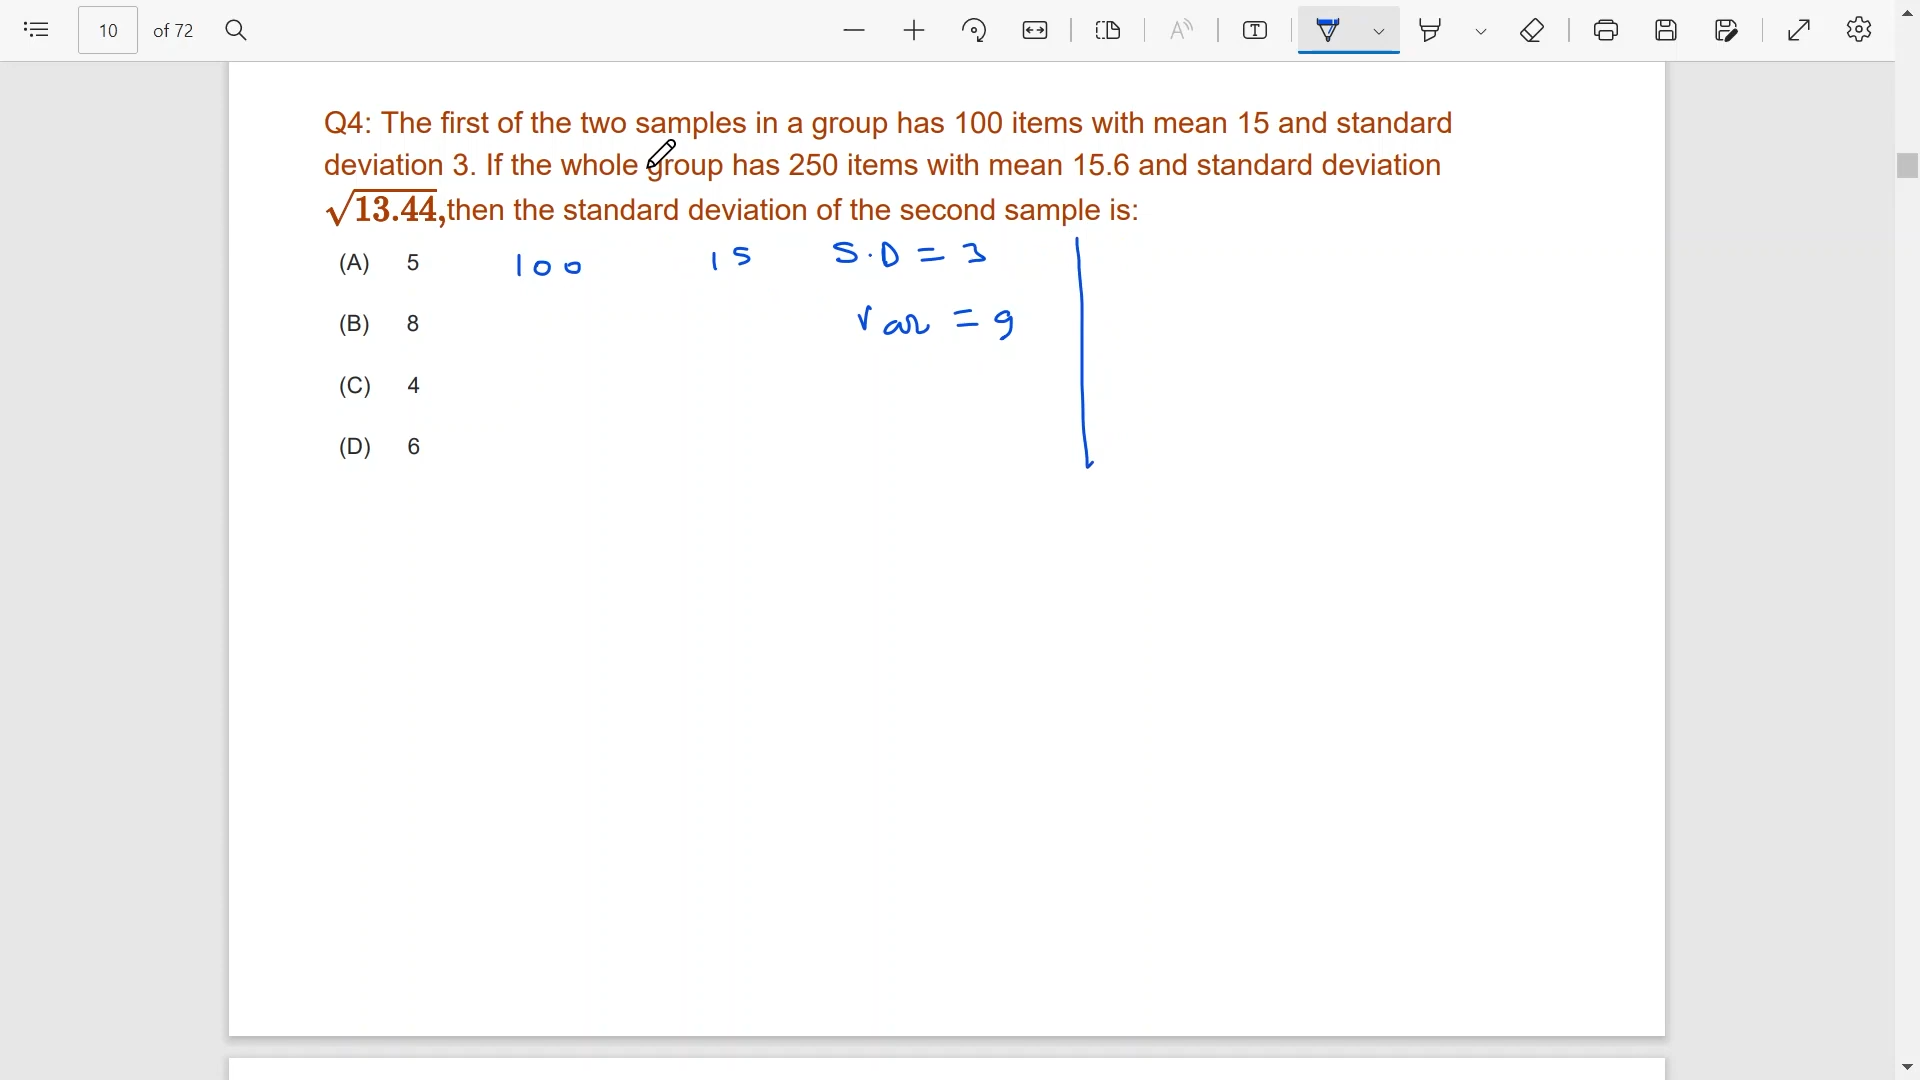 10 of 72
Q4: The first of the two samples in a group has 100 items with mean 15 and standard
deviation 3. If the whole group has 250 items with mean 15.6 and standard deviation
√13.44, then the standard deviation of the second sample is:
(A) 5
100 15 S.D = 3
(B) 8
var = 9
(C) 4
(D) 6